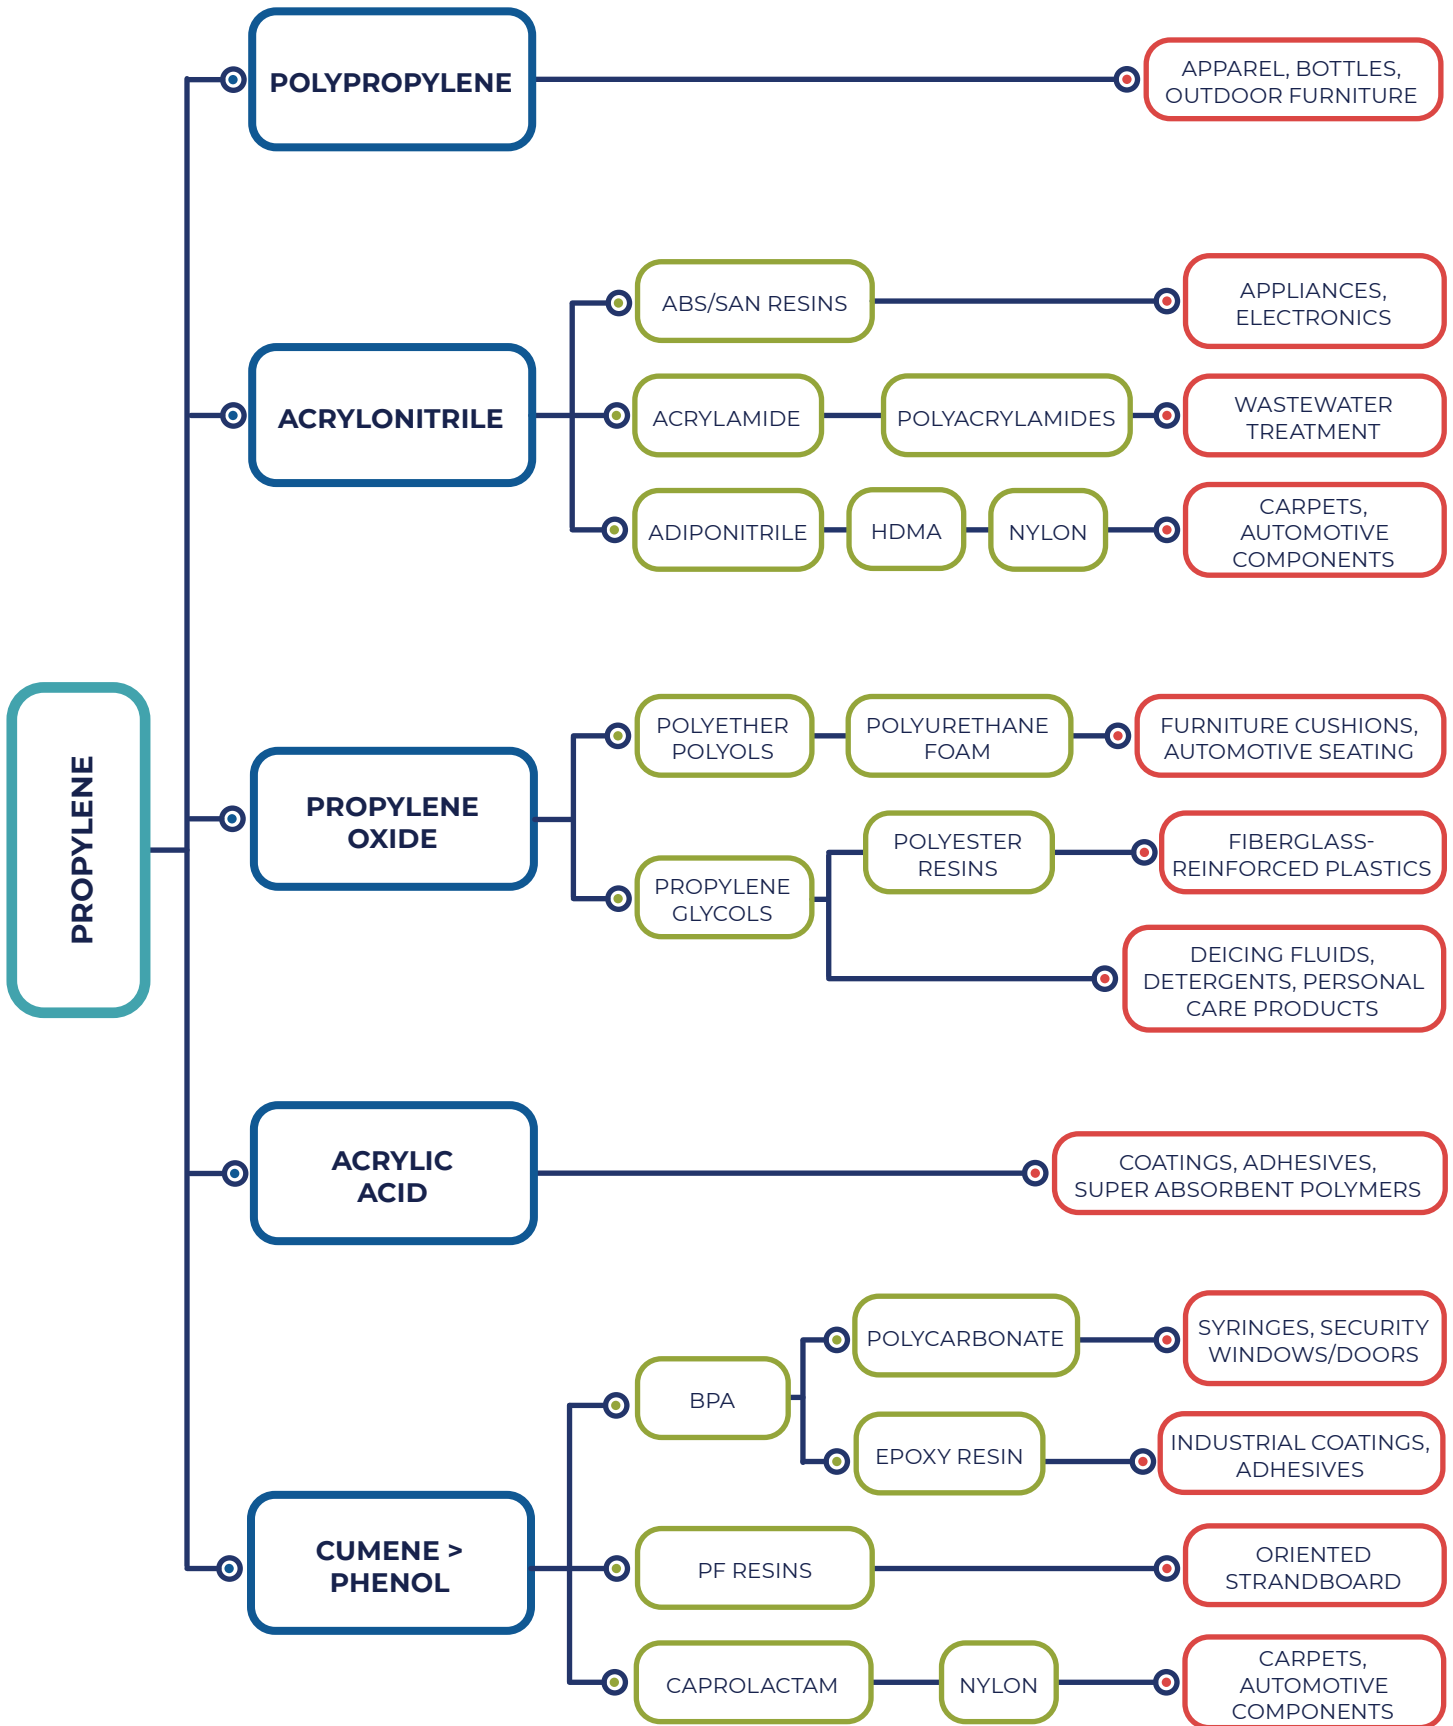 PROPYLENE
POLYPROPYLENE
APPAREL, BOTTLES,
OUTDOOR FURNITURE
ACRYLONITRILE
ABS/SAN RESINS
APPLIANCES,
ELECTRONICS
ACRYLAMIDE
POLYACRYLAMIDES
WASTEWATER
TREATMENT
ADIPONITRILE
HDMA
NYLON
CARPETS,
AUTOMOTIVE
COMPONENTS
PROPYLENE
OXIDE
POLYETHER
POLYOLS
POLYURETHANE
FOAM
FURNITURE CUSHIONS,
AUTOMOTIVE SEATING
PROPYLENE
GLYCOLS
POLYESTER
RESINS
FIBERGLASS-
REINFORCED PLASTICS
DEICING FLUIDS,
DETERGENTS, PERSONAL
CARE PRODUCTS
ACRYLIC
ACID
COATINGS, ADHESIVES,
SUPER ABSORBENT POLYMERS
CUMENE >
PHENOL
BPA
POLYCARBONATE
SYRINGES, SECURITY
WINDOWS/DOORS
EPOXY RESIN
INDUSTRIAL COATINGS,
ADHESIVES
PF RESINS
ORIENTED
STRANDBOARD
CAPROLACTAM
NYLON
CARPETS,
AUTOMOTIVE
COMPONENTS